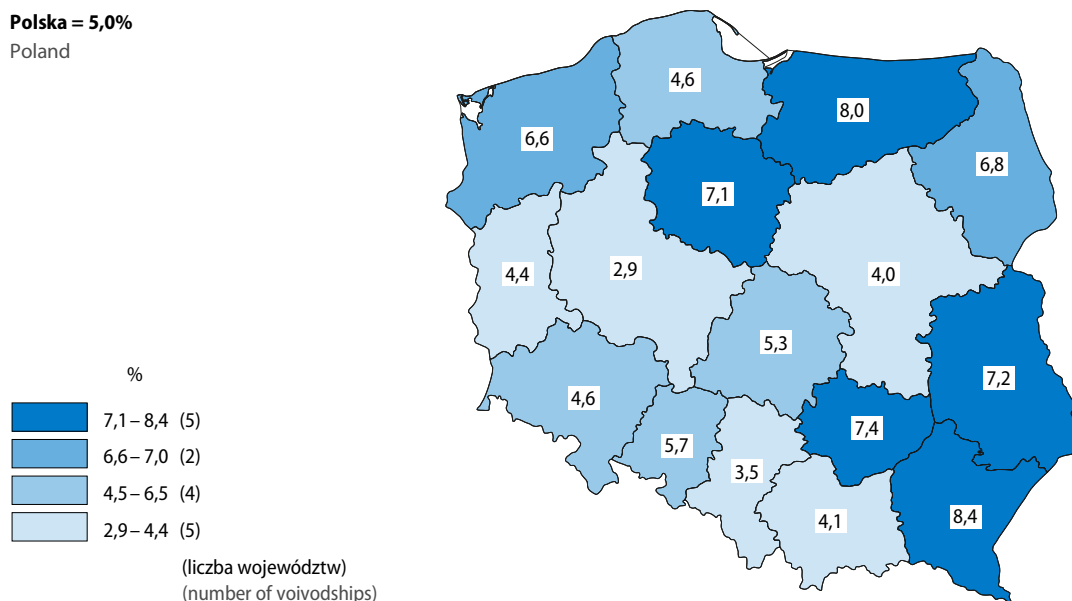 Polska = 5,0%
Poland
4,6
8,0
6,6
6,8
7,1
4,4
2,9
4,0
5,3
7,2
4,6
7,4
5,7
3,5
4,1
8,4
%
7,1 – 8,4 (5)
6,6 – 7,0 (2)
4,5 – 6,5 (4)
2,9 – 4,4 (5)
(liczba województw)
(number of voivodships)